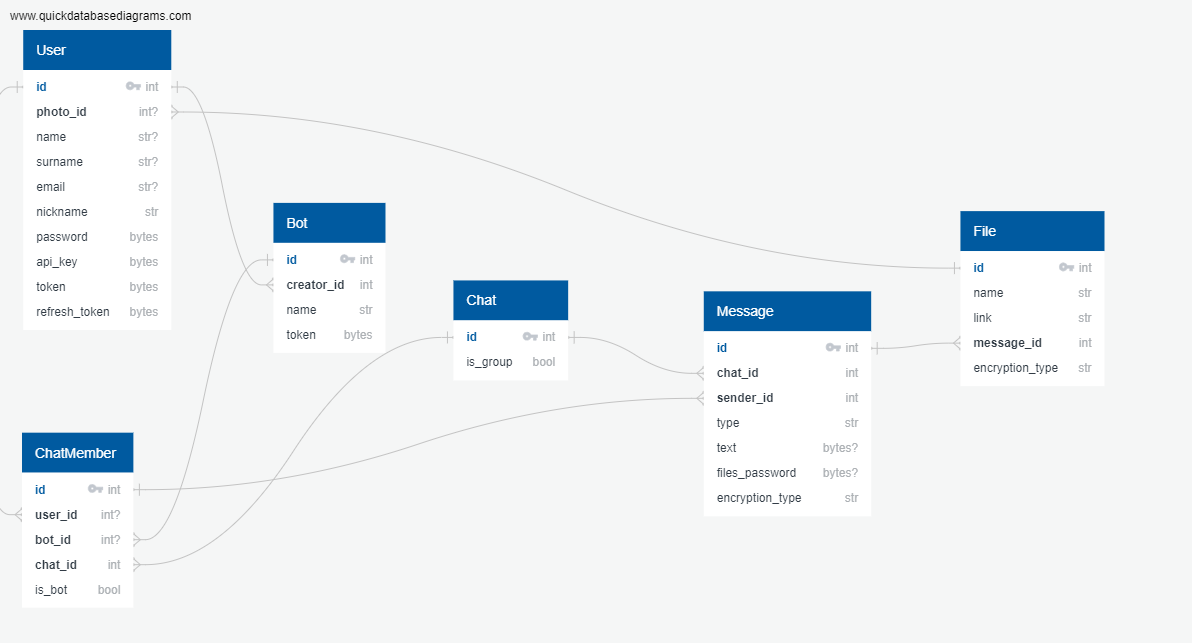 www.quickdatabasediagrams.com
User
id int
photo_id int?
name str?
surname str?
email str?
nickname str
password bytes
api_key bytes
token bytes
refresh_token bytes
Bot
id int
creator_id int
name str
token bytes
Chat
id int
is_group bool
Message
id int
chat_id int
sender_id int
type str
text bytes?
files_password bytes?
encryption_type str
File
id int
name str
link str
message_id int
encryption_type str
ChatMember
id int
user_id int?
bot_id int?
chat_id int
is_bot bool